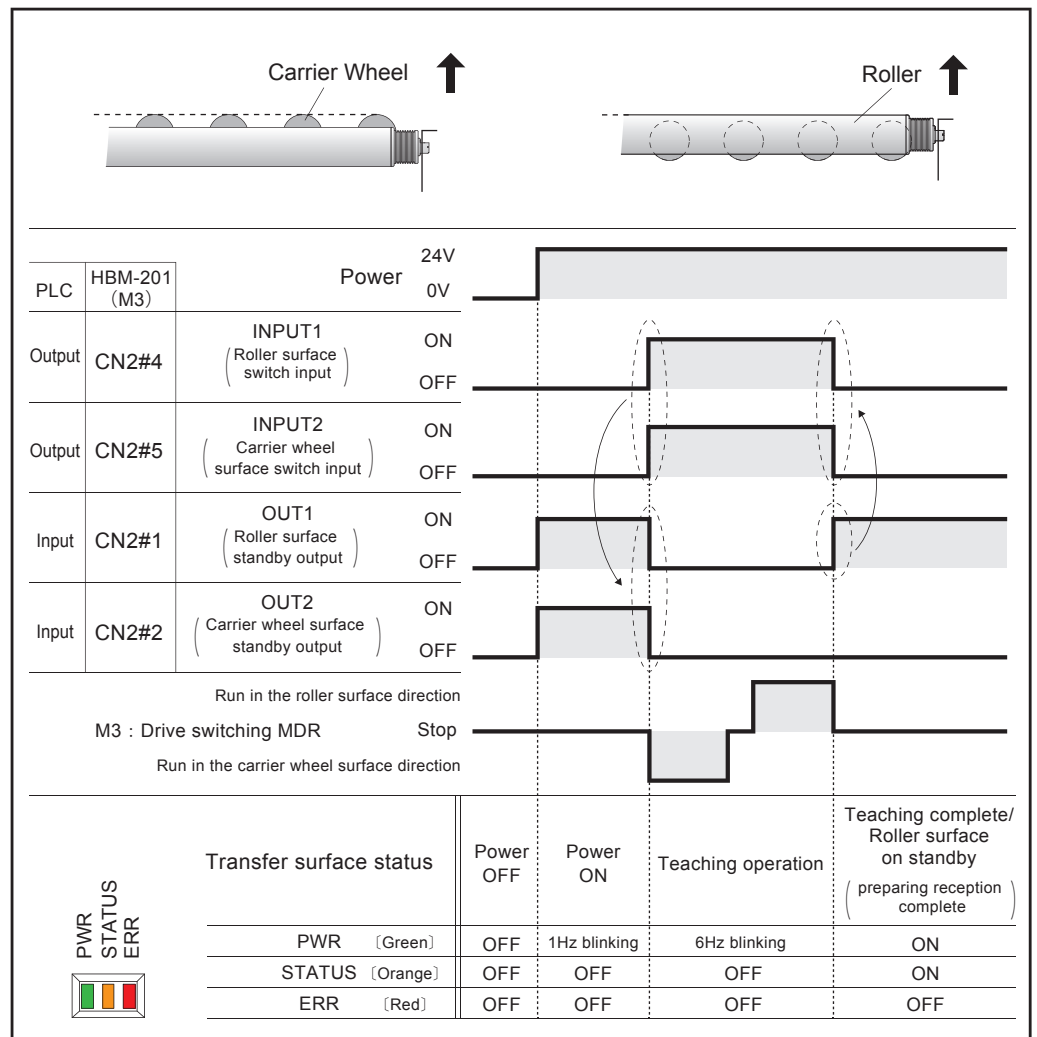 Carrier Wheel
Roller
PLC
HBM-201
（M3）
Power
24V
0V
Output
CN2#4
INPUT1
(Roller surface
switch input)
ON
OFF
Output
CN2#5
INPUT2
(Carrier wheel
surface switch input)
ON
OFF
Input
CN2#1
OUT1
(Roller surface
standby output)
ON
OFF
Input
CN2#2
OUT2
(Carrier wheel surface
standby output)
ON
OFF
Run in the roller surface direction
M3 : Drive switching MDR Stop
Run in the carrier wheel surface direction
PWR
STATUS
ERR
Transfer surface status
Power
OFF
Power
ON
Teaching operation
Teaching complete/
Roller surface
on standby
(preparing reception
complete)
PWR 〔Green〕 OFF 1Hz blinking 6Hz blinking ON
STATUS 〔Orange〕 OFF OFF OFF ON
ERR 〔Red〕 OFF OFF OFF OFF